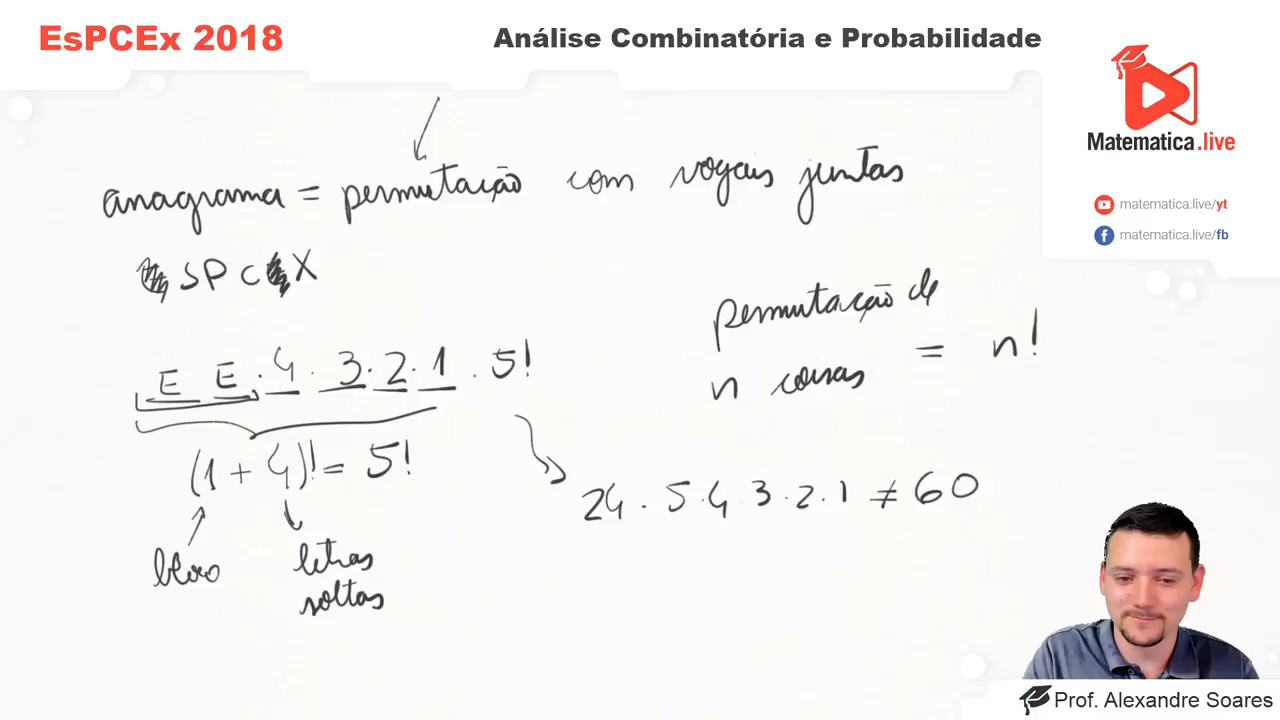 EsPCEx 2018
Análise Combinatória e Probabilidade
Matematica.live
matematica.live/yt
matematica.live/fb
anagrama = permutação com vogais juntas
SPC X
permutação de
n coisas = n!
E E . 4 . 3 . 2 . 1 . 5!
(1 + 4)! = 5!
24 . 5 . 4 3 . 2 . 1 ≠ 60
bloco
letras
soltas
Prof. Alexandre Soares